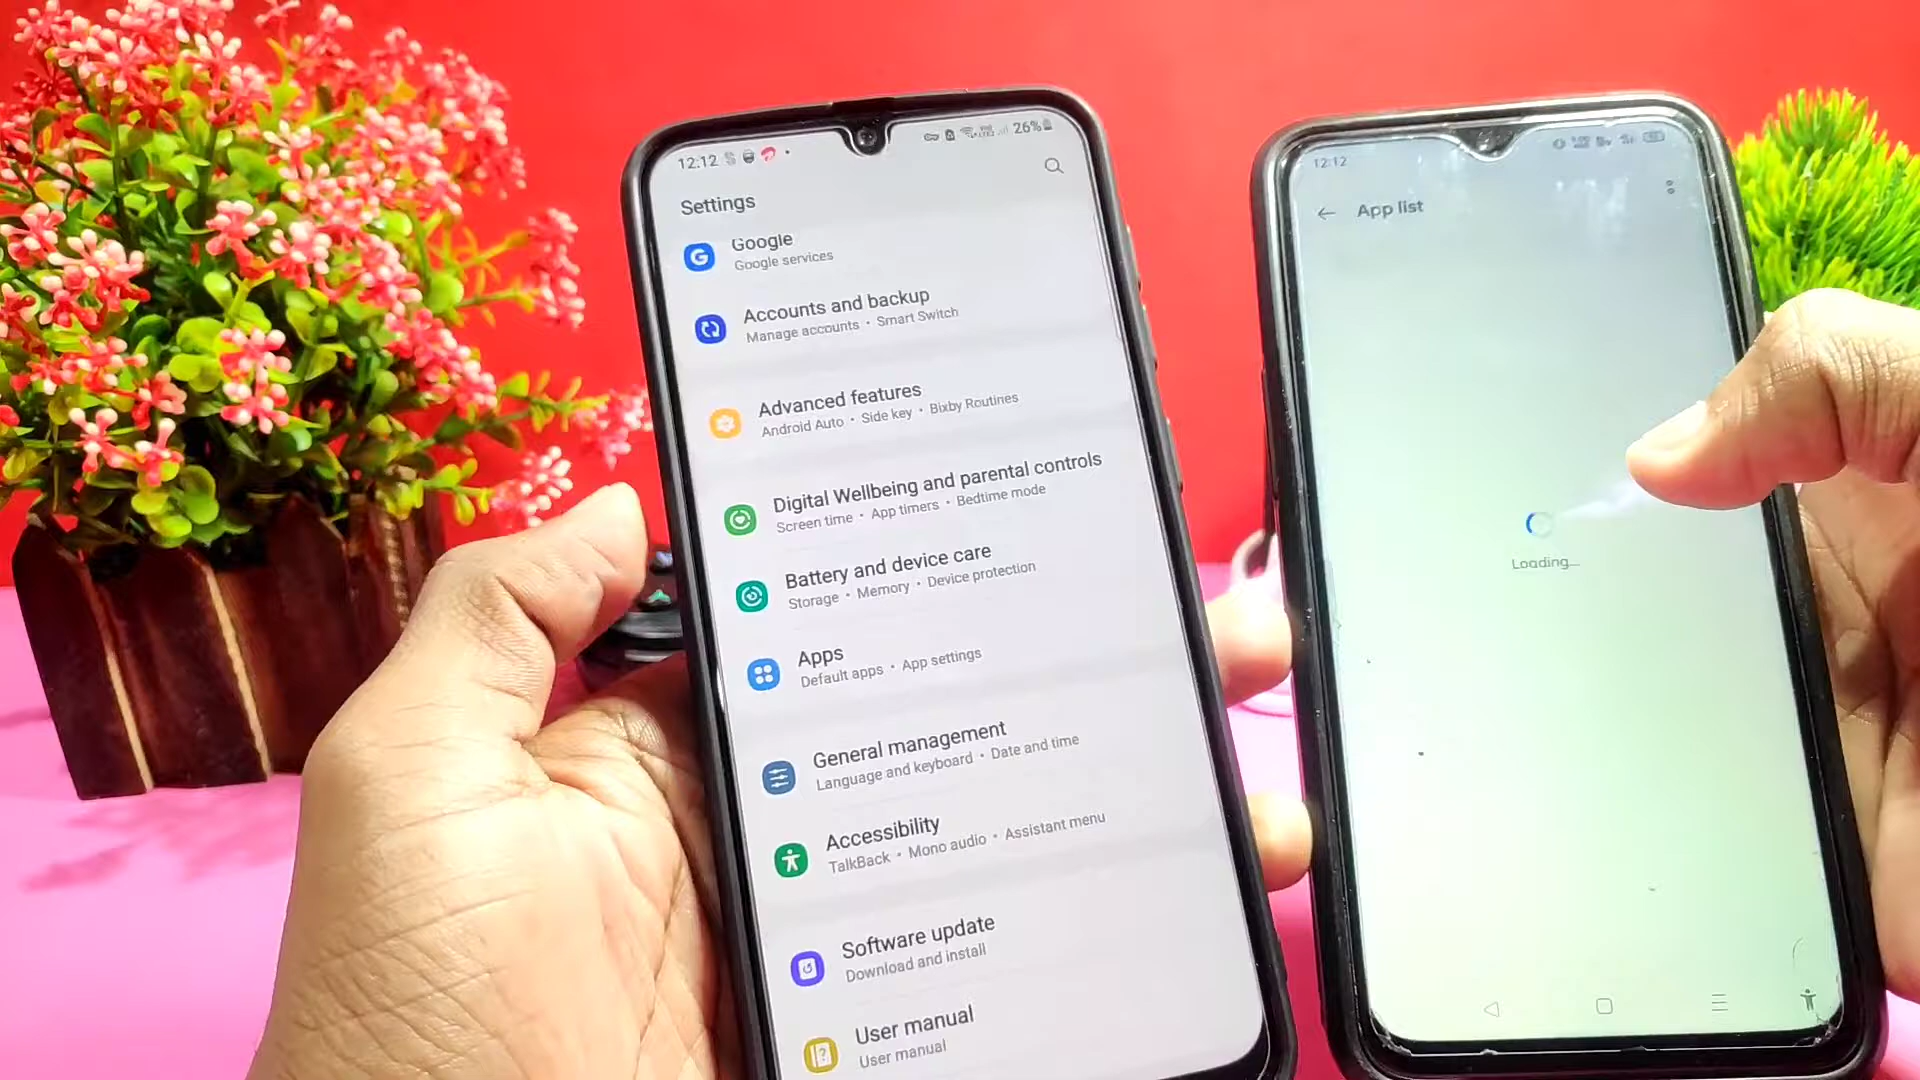 12:12
26%
Settings
Google
Google services
Accounts and backup
Manage accounts • Smart Switch
Advanced features
Android Auto • Side key • Bixby Routines
Digital Wellbeing and parental controls
Screen time • App timers • Bedtime mode
Battery and device care
Storage • Memory • Device protection
Apps
Default apps • App settings
General management
Language and keyboard • Date and time
Accessibility
TalkBack • Mono audio • Assistant menu
Software update
Download and install
User manual
User manual
12:12
App list
Loading...